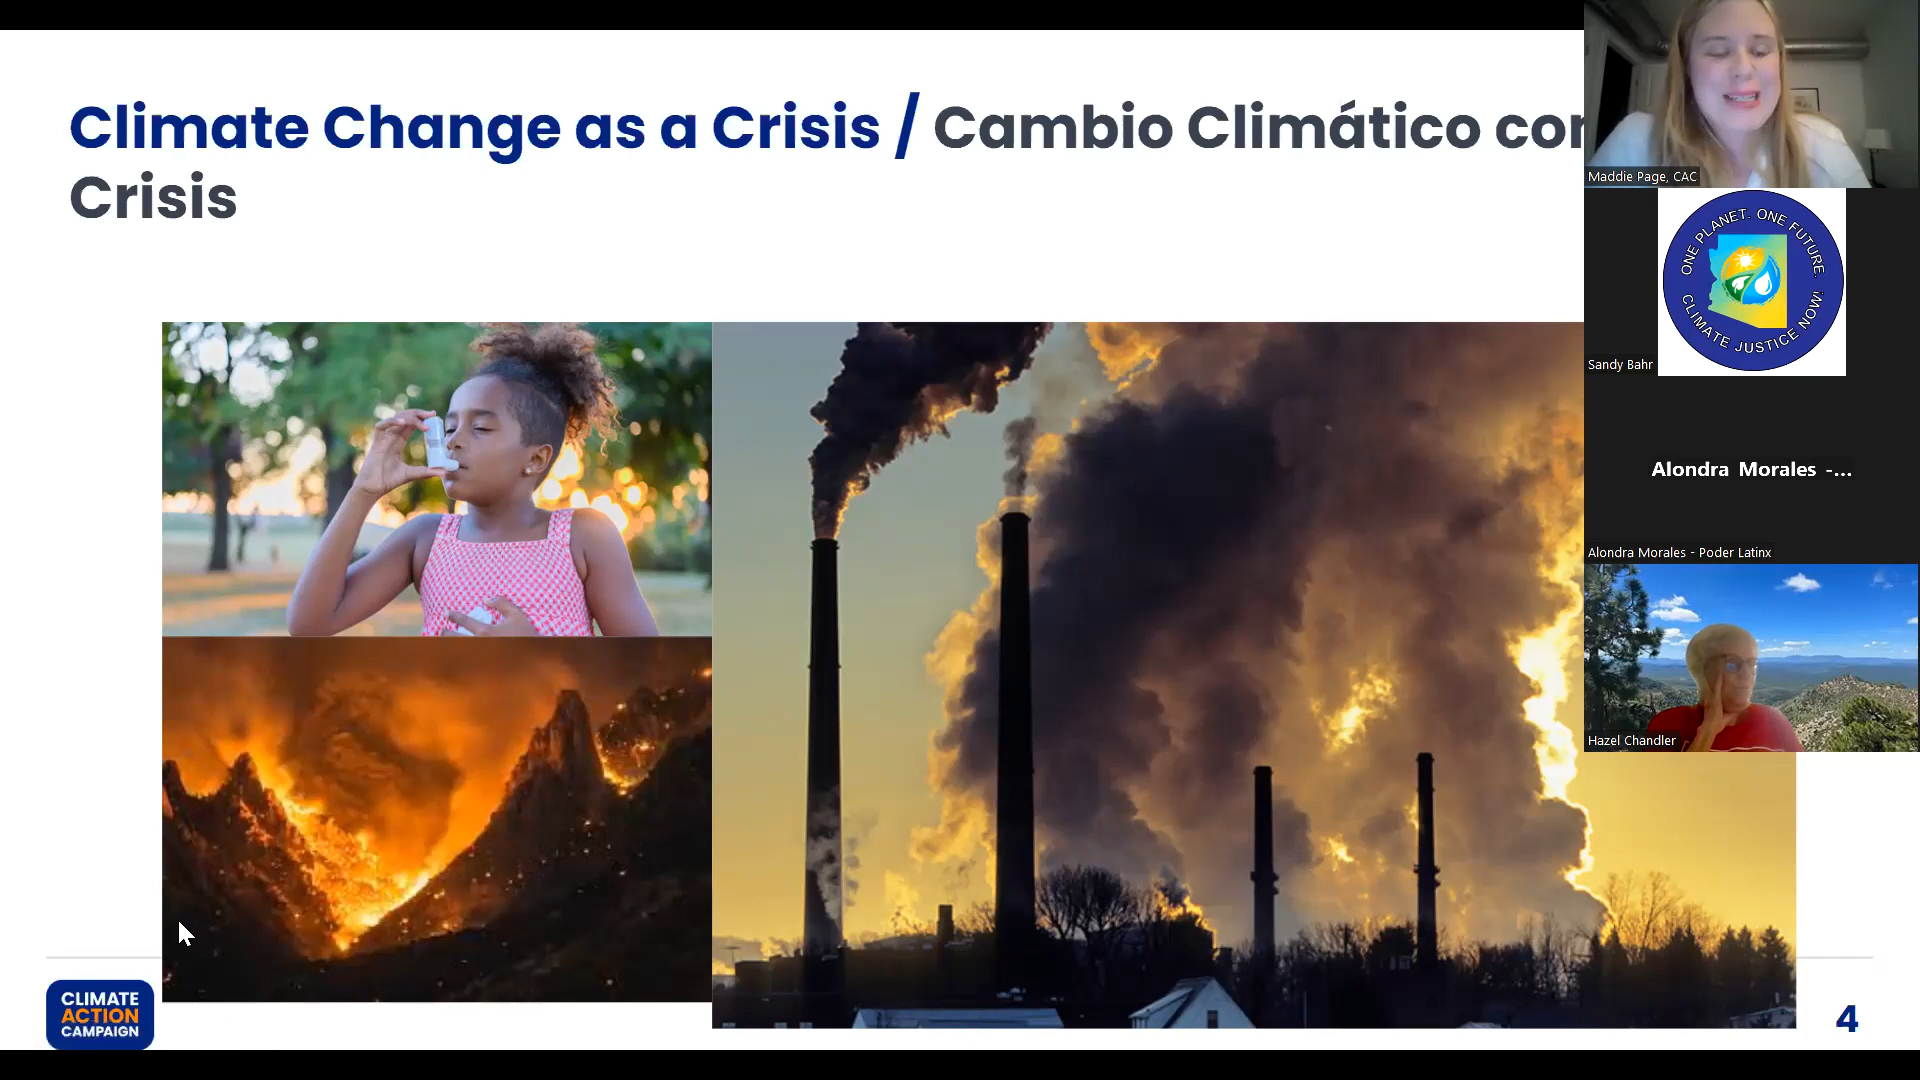 Climate Change as a Crisis / Cambio Climático
Crisis
Maddie Page, CAC
ONE PLANET. ONE FUTURE.
CLIMATE JUSTICE NOW!
Sandy Bahr
Alondra Morales -...
Alondra Morales - Poder Latinx
Hazel Chandler
CLIMATE
ACTION
CAMPAIGN
4